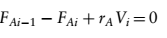 F_{Ai−1} − F_{Ai} + r_A V_i = 0